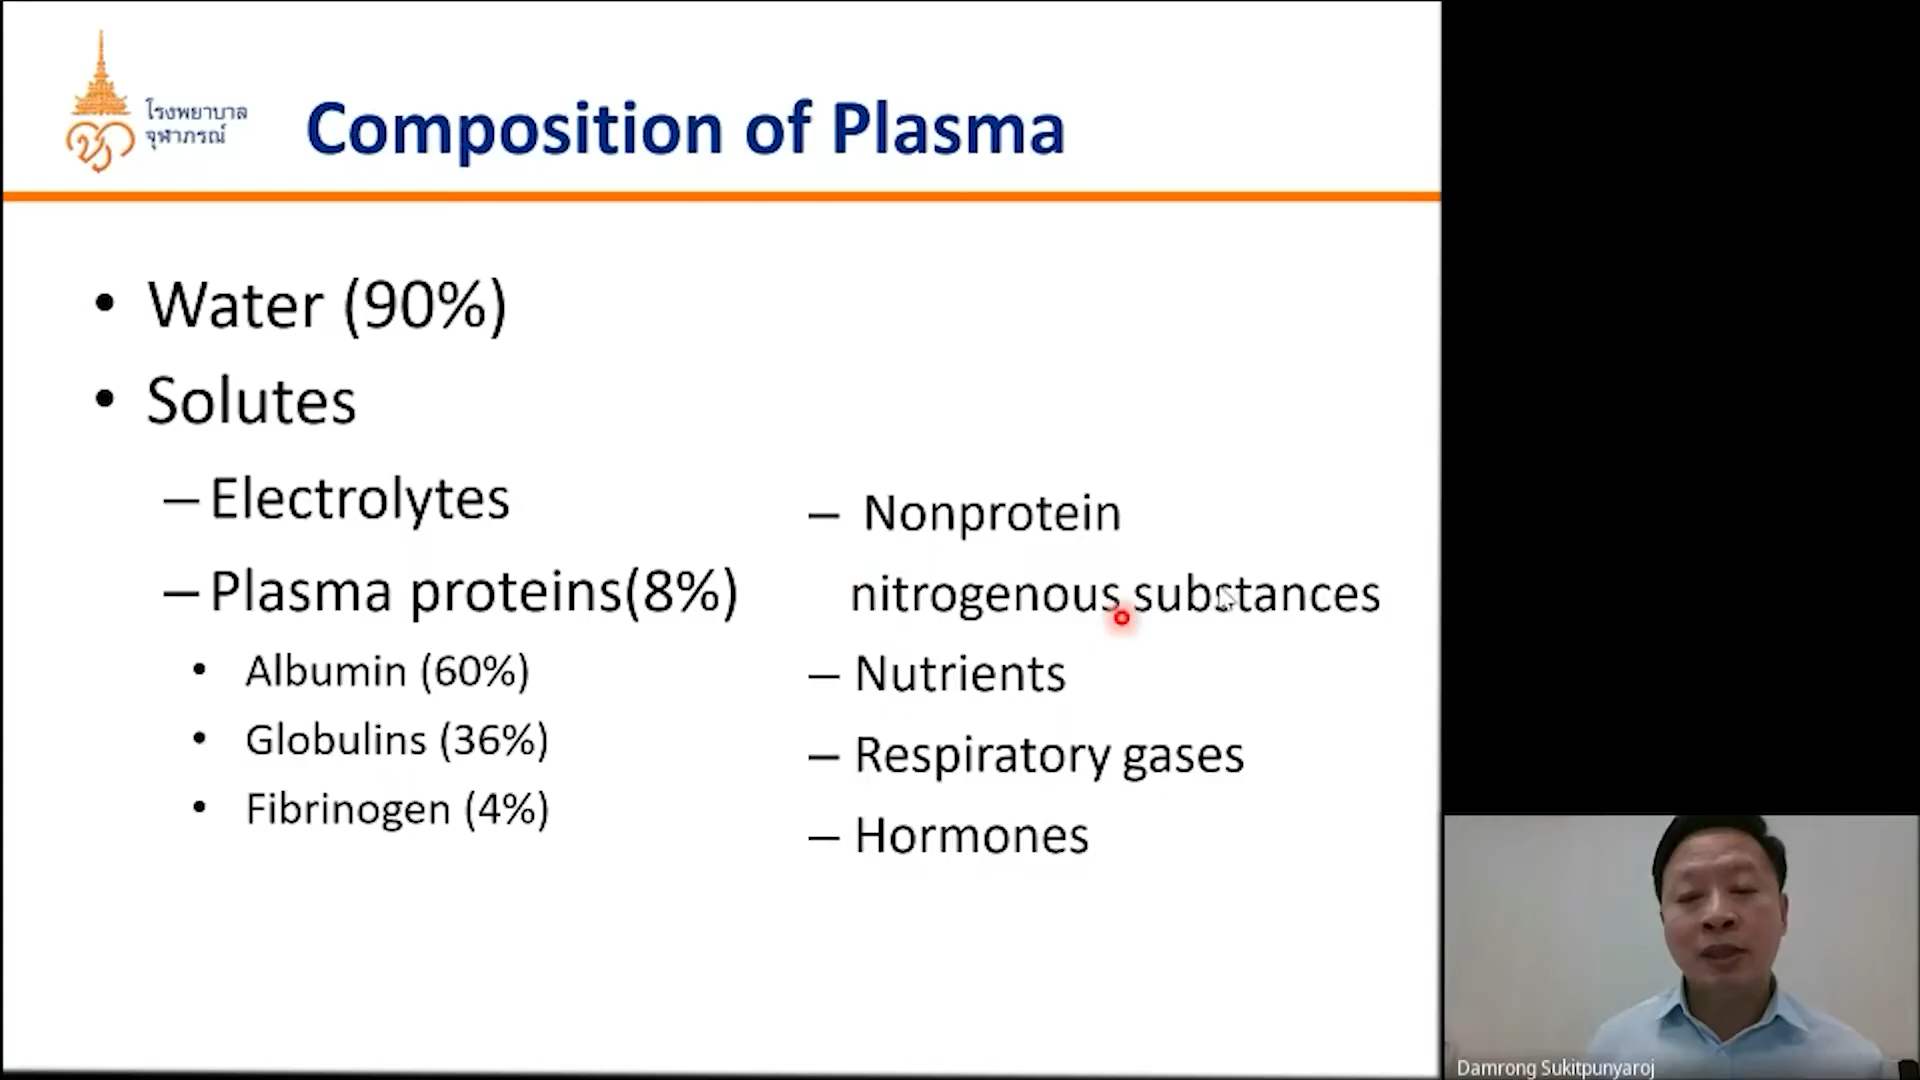 โรงพยาบาล
จุฬาภรณ์
Composition of Plasma
• Water (90%)
• Solutes
– Electrolytes
– Plasma proteins(8%)
• Albumin (60%)
• Globulins (36%)
• Fibrinogen (4%)
– Nonprotein
nitrogenous substances
– Nutrients
– Respiratory gases
– Hormones
Damrong Sukitpunyaroj